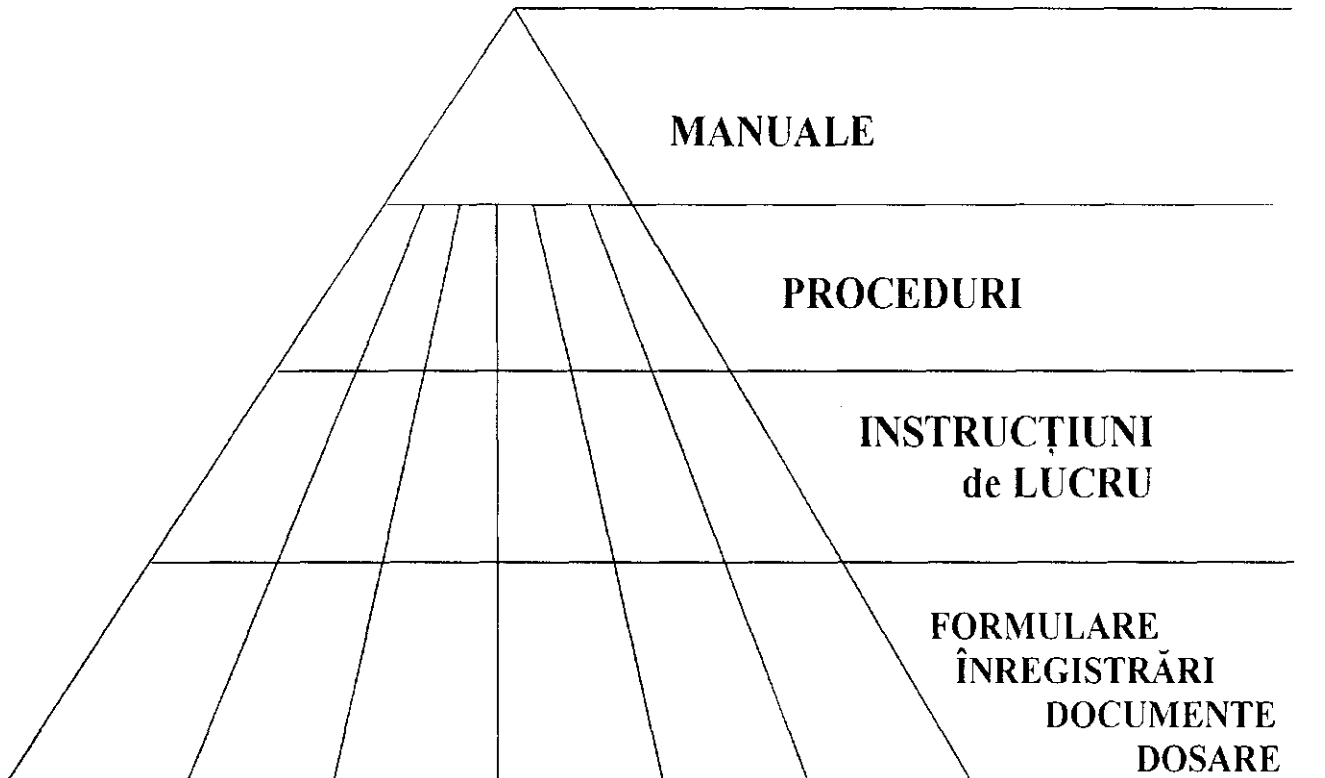 MANUALE
PROCEDURI
INSTRUCȚIUNI
de LUCRU
FORMULARE
ÎNREGISTRĂRI
DOCUMENTE
DOSARE